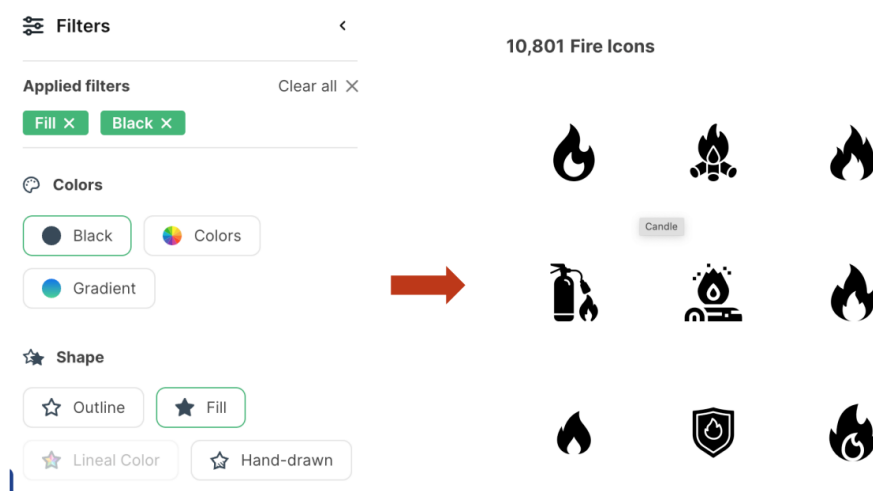 Filters
10,801 Fire Icons
Applied filters
Clear all
Fill
Black
Colors
Black
Colors
Candle
Gradient
Shape
Outline
Fill
Lineal Color
Hand-drawn